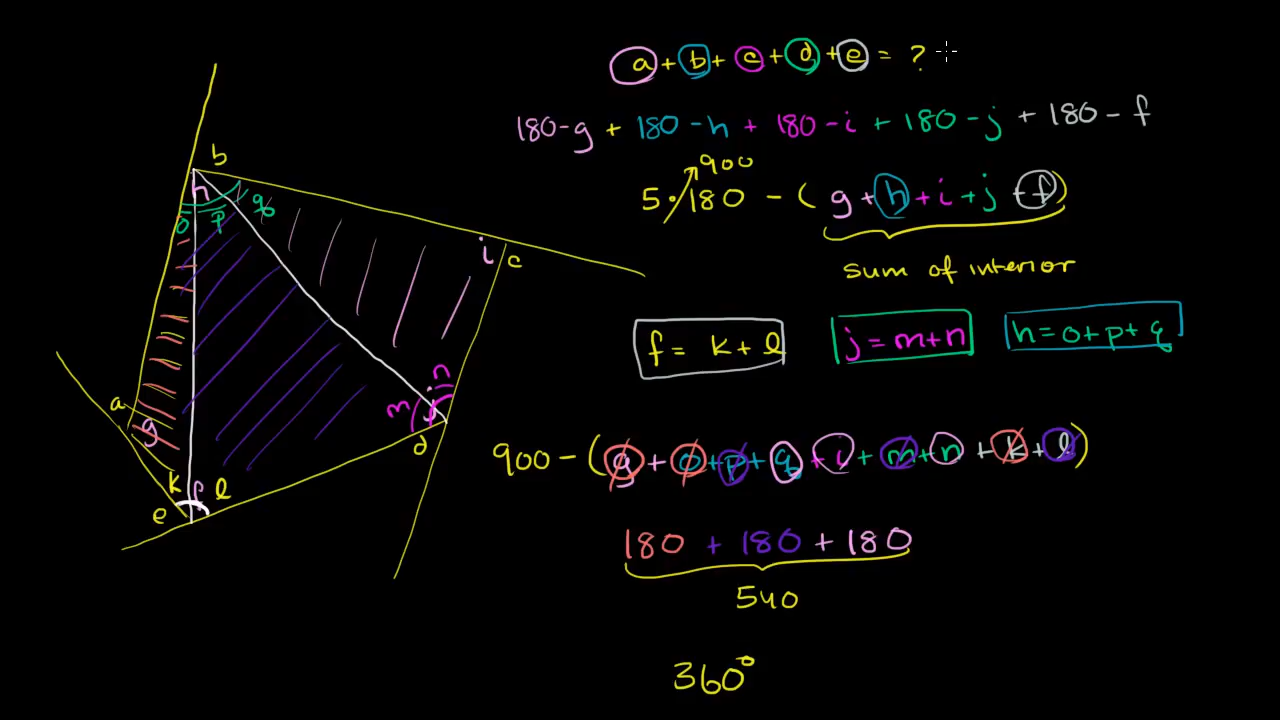 a + b + c + d + e = ?
180-g + 180-h + 180-i + 180-j + 180-f
900
5·180 - (g+h+i+j+f)
sum of interior
f = k+l
j = m+n
h = o+p+q
900-(g+o+p+q+i+m+n+k+l)
180 + 180 + 180
540
360°
b
h
o
p
q
i
c
a
g
n
m
j
d
k
f
l
e